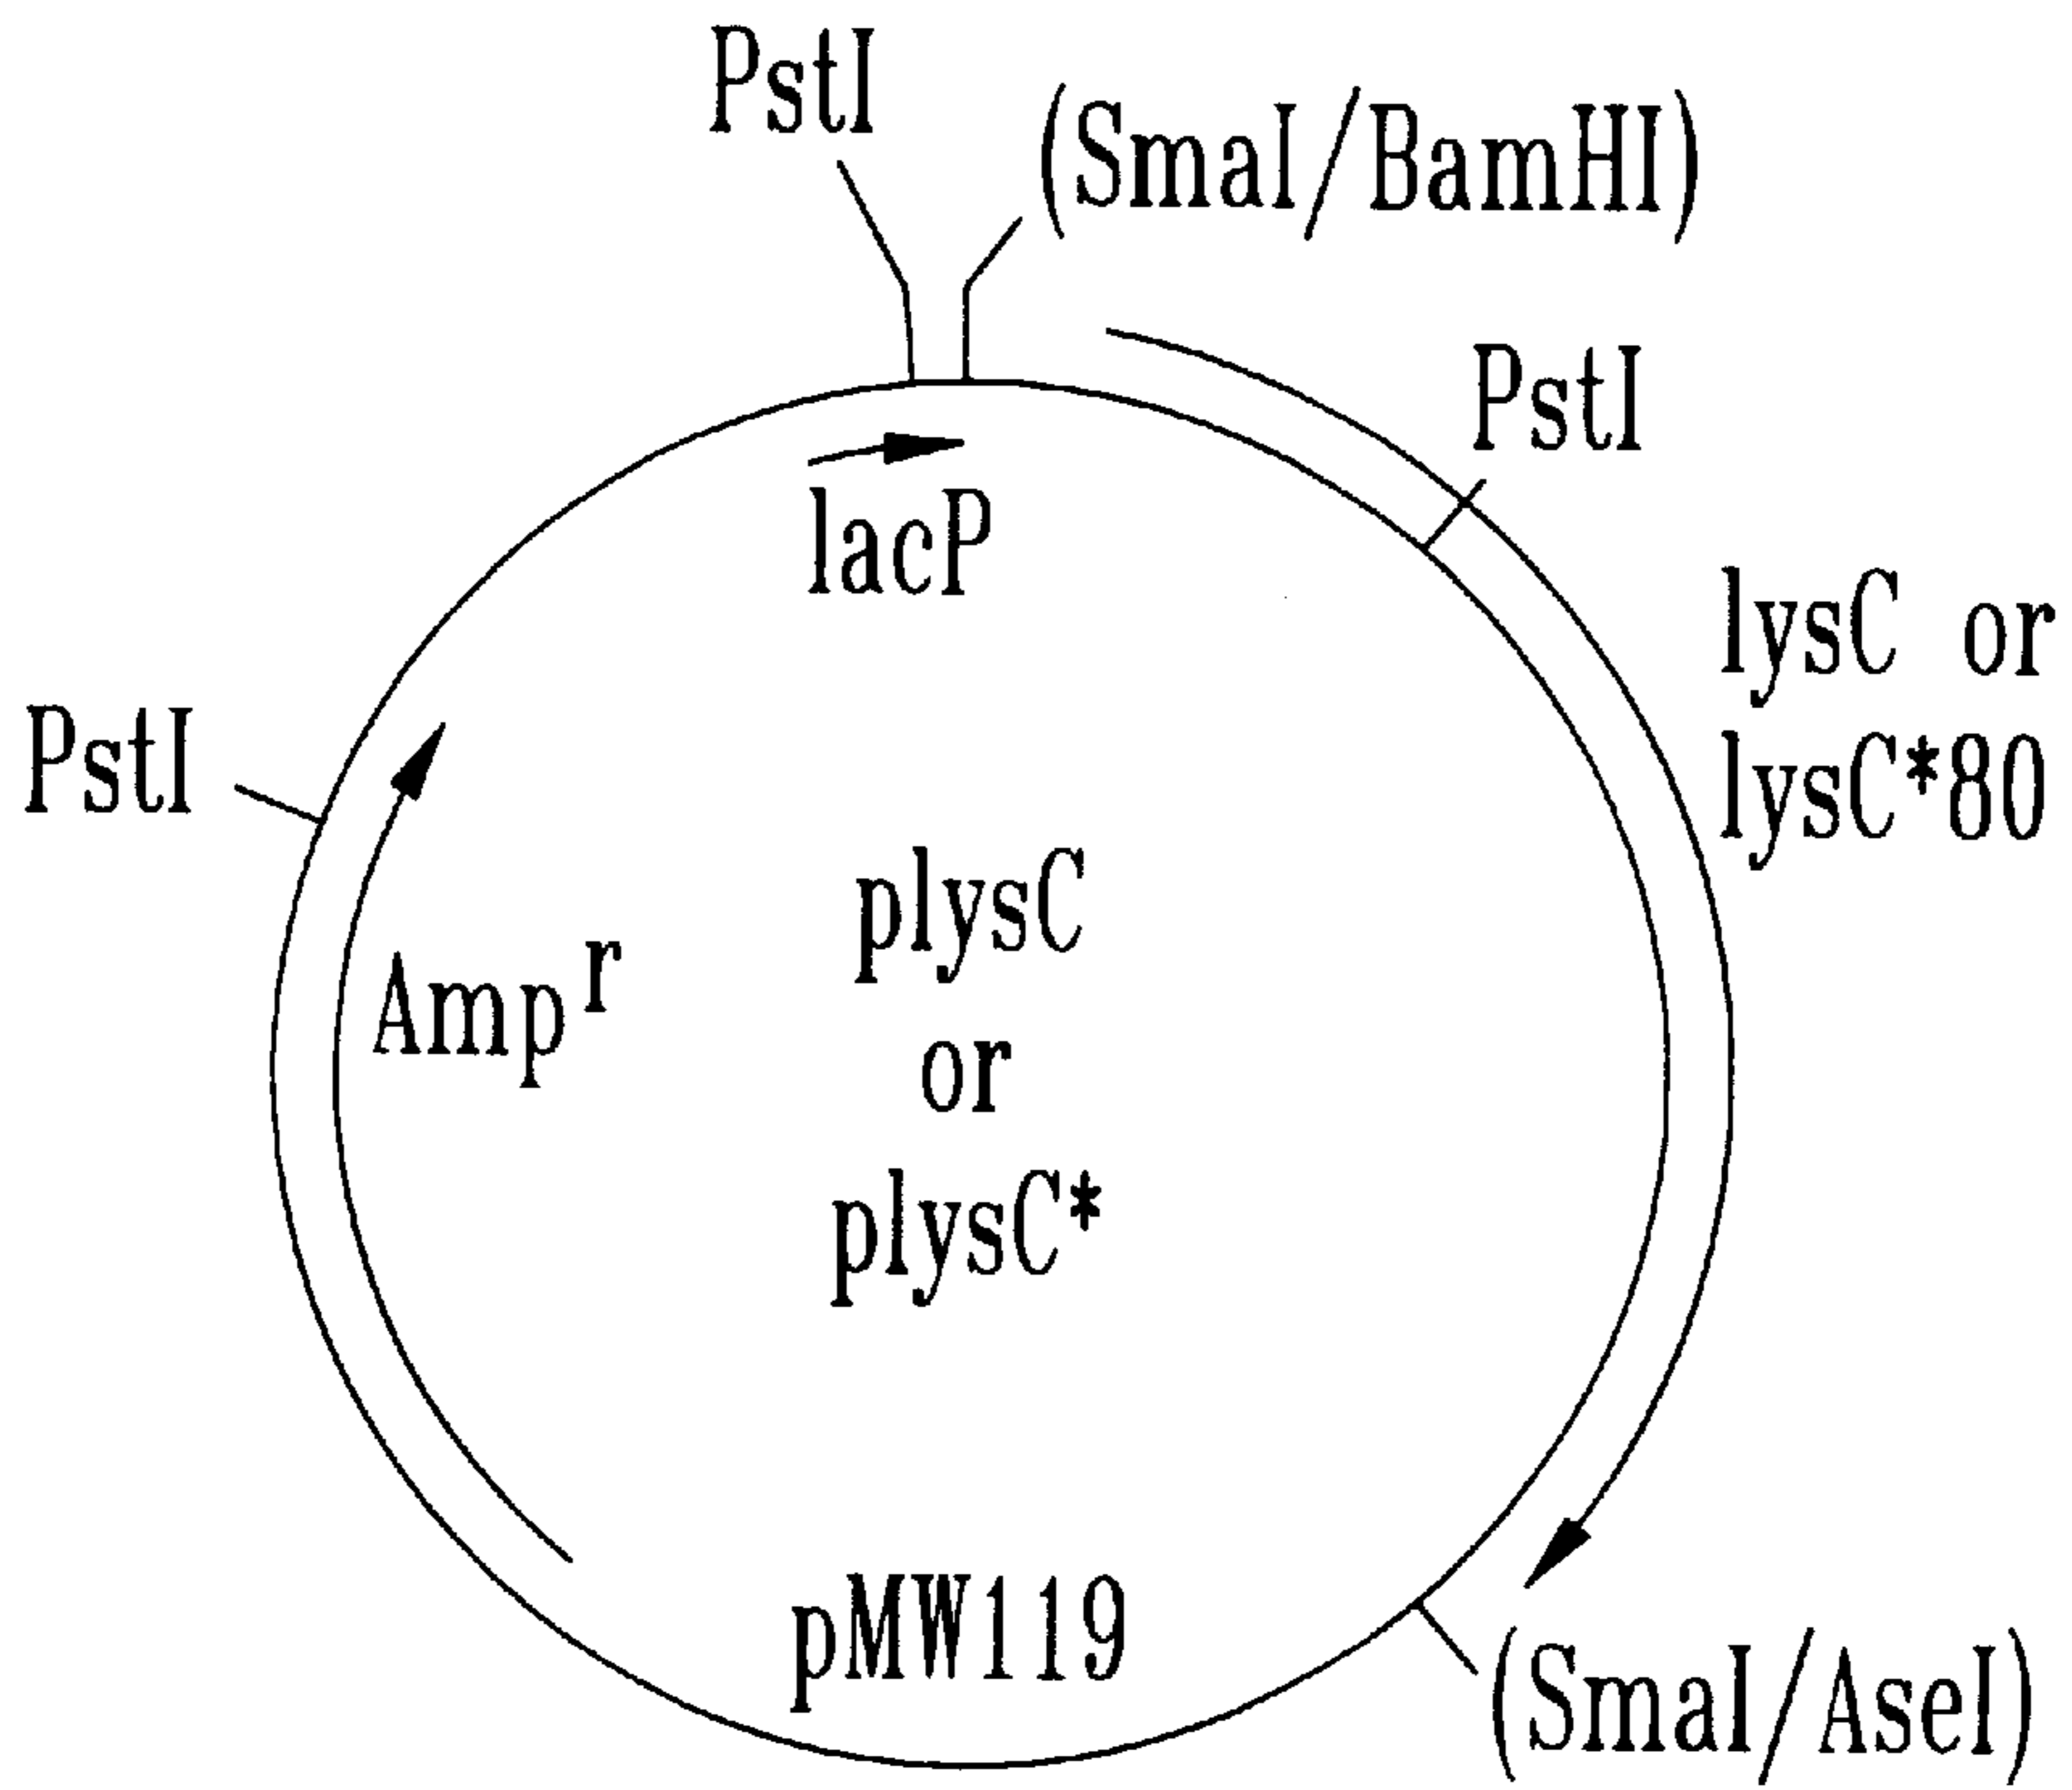 PstI
(SmaI/BamHI)
PstI
lacP
lysC or
lysC*80
PstI
Amp^r
plysC
or
plysC*
pMW119
(SmaI/AseI)